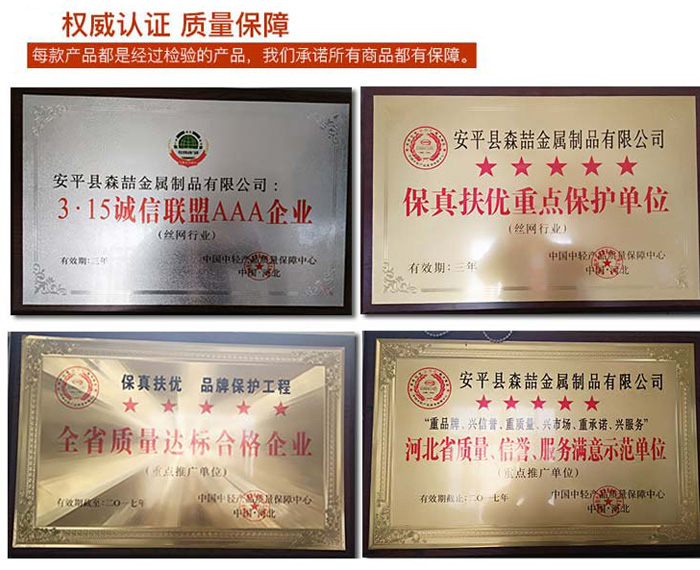 权威认证 质量保障
每款产品都是经过检验的产品，我们承诺所有商品都有保障。
安平县森喆金属制品有限公司：
3·15诚信联盟AAA企业
（丝网行业）
有效期：三年
中国中轻产品质量保障中心
中国·河北
安平县森喆金属制品有限公司
保真扶优重点保护单位
（丝网行业）
有效期：三年
中国中轻产品质量保障中心
中国·河北
保真扶优 品牌保护工程
全省质量达标合格企业
（重点推广单位）
有效期截至：二〇一七年
中国中轻产品质量保障中心
中国·河北
安平县森喆金属制品有限公司
“重品牌、兴信誉、重质量、兴市场、重承诺、兴服务”
河北省质量、信誉、服务满意示范单位
（重点推广单位）
有效期截止：二〇一七年
中国中轻产品质量保障中心
中国·河北